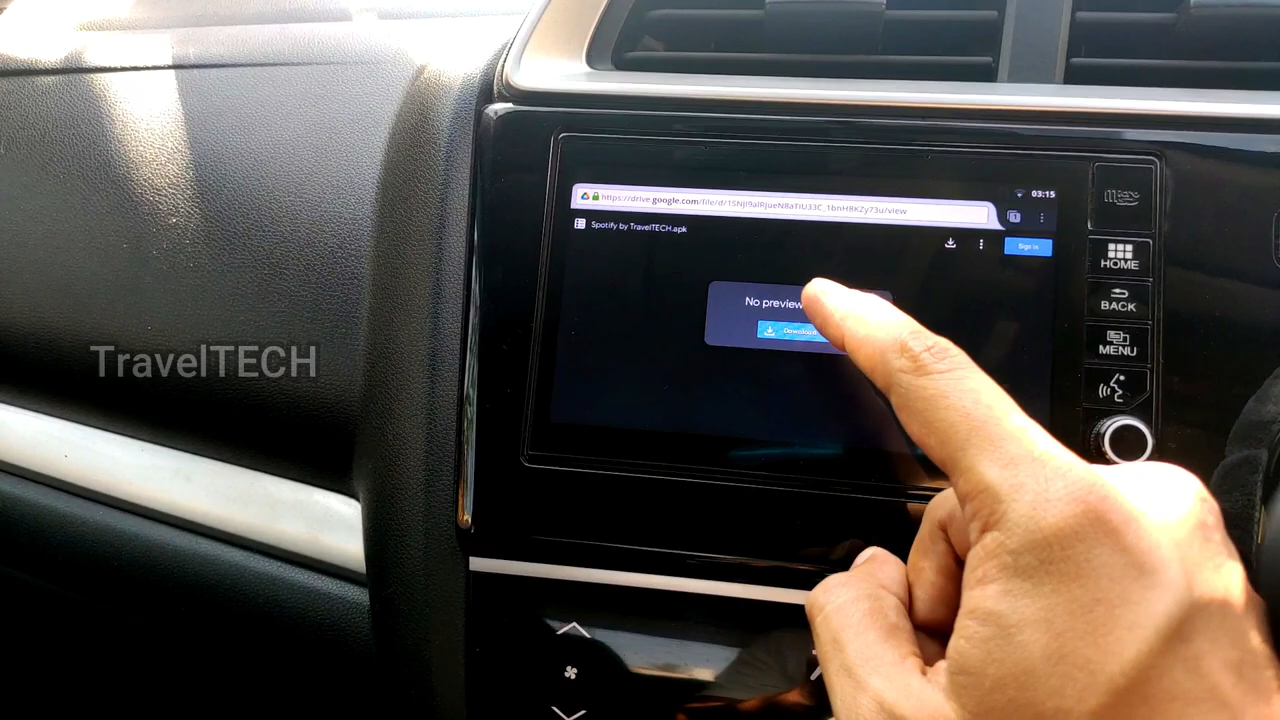 03:15
https://drive.google.com/file/d/
/view
Spotify by TravelTECH.apk
Sign in
No preview
Download
HOME
BACK
MENU
TravelTECH